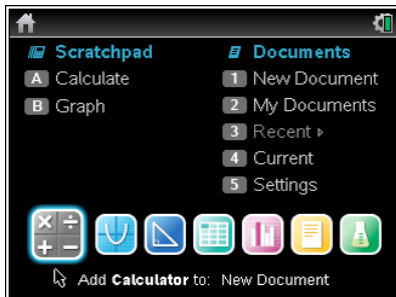 Scratchpad
A Calculate
B Graph
Documents
1 New Document
2 My Documents
3 Recent ▸
4 Current
5 Settings
Add Calculator to: New Document